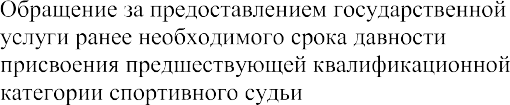 Обращение за предоставлением государственной
услуги ранее необходимого срока давности
присвоения предшествующей квалификационной
категории спортивного судьи